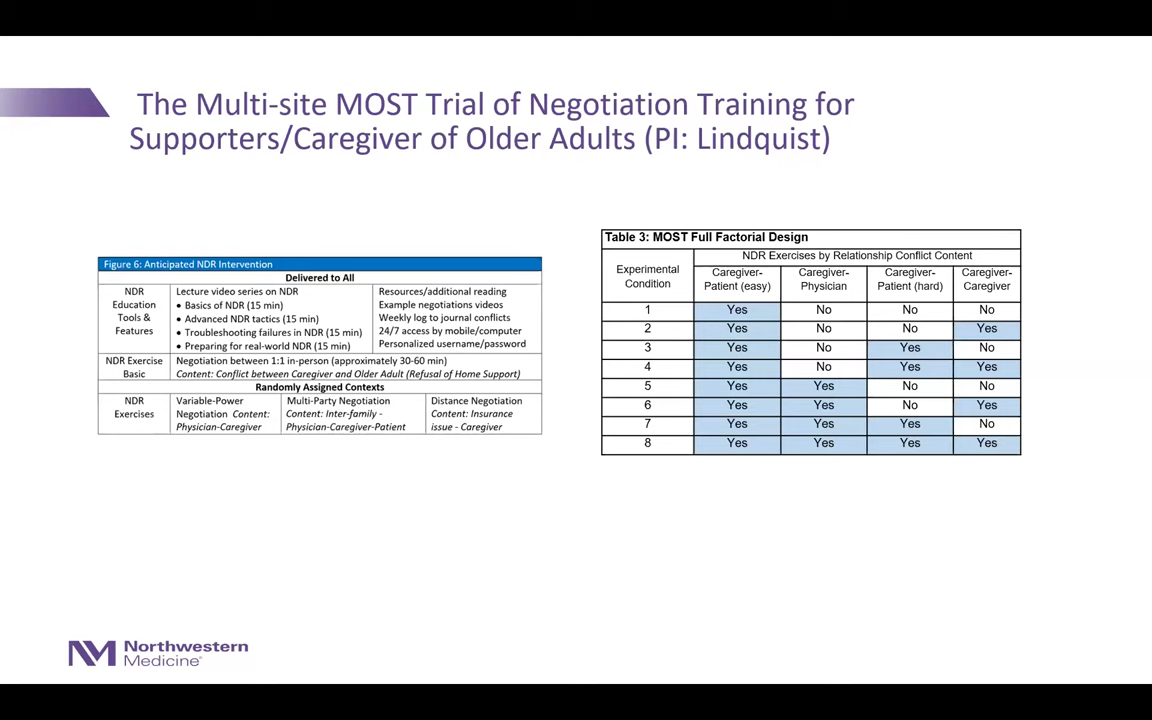 The Multi-site MOST Trial of Negotiation Training for
Supporters/Caregiver of Older Adults (PI: Lindquist)
Figure 6: Anticipated NDR Intervention
Delivered to All
NDR
Education
Tools &
Features
Lecture video series on NDR
• Basics of NDR (15 min)
• Advanced NDR tactics (15 min)
• Troubleshooting failures in NDR (15 min)
• Preparing for real-world NDR (15 min)
Resources/additional reading
Example negotiations videos
Weekly log to journal conflicts
24/7 access by mobile/computer
Personalized username/password
NDR Exercise
Basic
Negotiation between 1:1 in-person (approximately 30-60 min)
Content: Conflict between Caregiver and Older Adult (Refusal of Home Support)
Randomly Assigned Contexts
NDR
Exercises
Variable-Power
Negotiation Content:
Physician-Caregiver
Multi-Party Negotiation
Content: Inter-family -
Physician-Caregiver-Patient
Distance Negotiation
Content: Insurance
issue - Caregiver
Table 3: MOST Full Factorial Design
Experimental
Condition
NDR Exercises by Relationship Conflict Content
Caregiver-
Patient (easy)
Caregiver-
Physician
Caregiver-
Patient (hard)
Caregiver-
Caregiver
1 Yes No No No
2 Yes No No Yes
3 Yes No Yes No
4 Yes No Yes Yes
5 Yes Yes No No
6 Yes Yes No Yes
7 Yes Yes Yes No
8 Yes Yes Yes Yes
NM
Northwestern
Medicine®